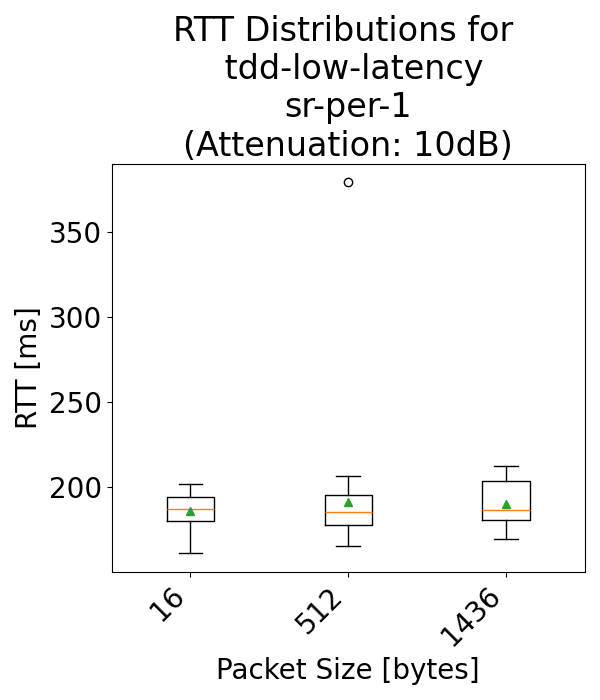 RTT Distributions for
tdd-low-latency
sr-per-1
(Attenuation: 10dB)
350
300
250
200
RTT [ms]
16
512
1436
Packet Size [bytes]